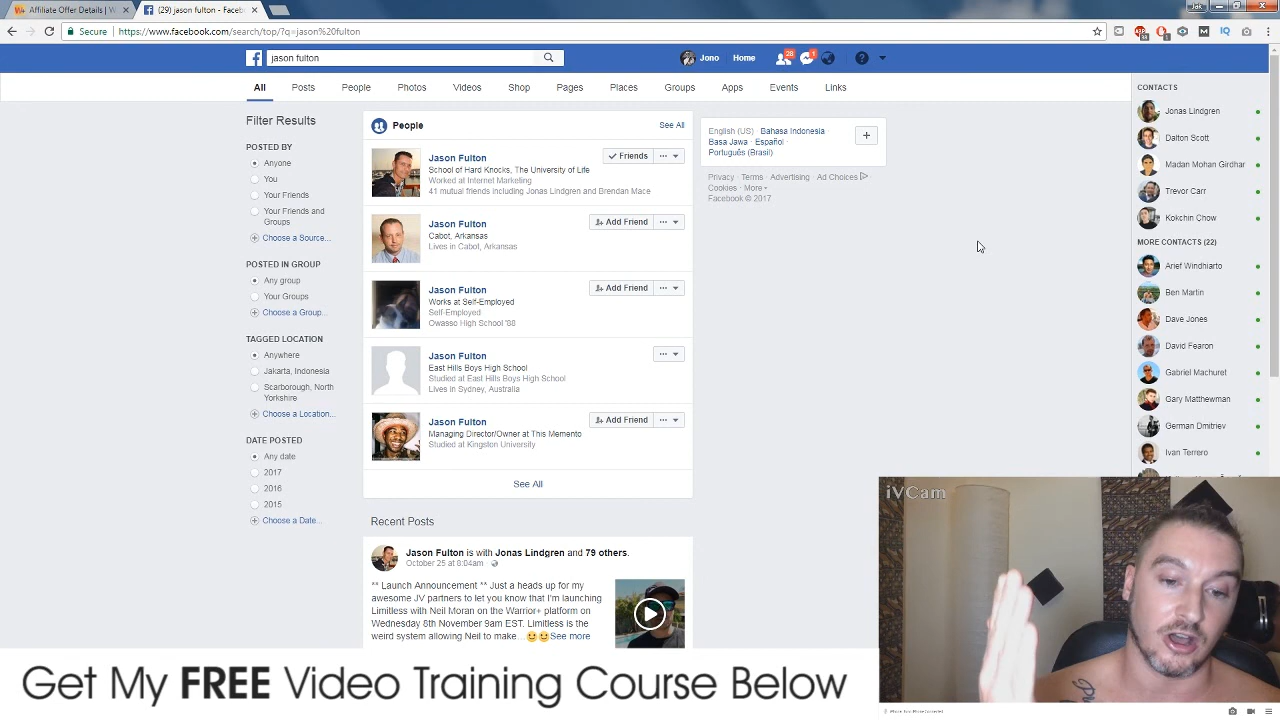 Affiliate Offer Details | W
(29) jason fulton - Faceb
Jak
Secure
https://www.facebook.com/search/top/?q=jason%20fulton
jason fulton
Jono
Home
28
1
All
Posts
People
Photos
Videos
Shop
Pages
Places
Groups
Apps
Events
Links
Filter Results
POSTED BY
Anyone
You
Your Friends
Your Friends and
Groups
Choose a Source...
POSTED IN GROUP
Any group
Your Groups
Choose a Group...
TAGGED LOCATION
Anywhere
Jakarta, Indonesia
Scarborough, North
Yorkshire
Choose a Location...
DATE POSTED
Any date
2017
2016
2015
Choose a Date...
People
See All
Jason Fulton
Friends
School of Hard Knocks, The University of Life
Worked at Internet Marketing
41 mutual friends including Jonas Lindgren and Brendan Mace
Jason Fulton
Add Friend
Cabot, Arkansas
Lives in Cabot, Arkansas
Jason Fulton
Add Friend
Works at Self-Employed
Self-Employed
Owasso High School '88
Jason Fulton
East Hills Boys High School
Studied at East Hills Boys High School
Lives in Sydney, Australia
Jason Fulton
Add Friend
Managing Director/Owner at This Memento
Studied at Kingston University
See All
Recent Posts
Jason Fulton is with Jonas Lindgren and 79 others.
October 25 at 8:04am ·
** Launch Announcement ** Just a heads up for my
awesome JV partners to let you know that I'm launching
Limitless with Neil Moran on the Warrior+ platform on
Wednesday 8th November 9am EST. Limitless is the
weird system allowing Neil to make... 😀😀See more
English (US) · Bahasa Indonesia ·
Basa Jawa · Español ·
Português (Brasil)
Privacy · Terms · Advertising · Ad Choices ·
Cookies · More
Facebook © 2017
CONTACTS
Jonas Lindgren
Dalton Scott
Madan Mohan Girdhar
Trevor Carr
Kokchin Chow
MORE CONTACTS (22)
Arief Windhiarto
Ben Martin
Dave Jones
David Fearon
Gabriel Machuret
Gary Matthewman
German Dmitriev
Ivan Terrero
iVCam
Get My FREE Video Training Course Below